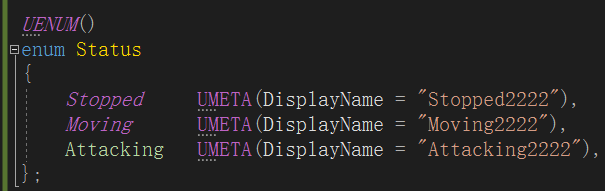 UENUM()
enum Status
{
Stopped UMETA(DisplayName = "Stopped2222"),
Moving UMETA(DisplayName = "Moving2222"),
Attacking UMETA(DisplayName = "Attacking2222"),
};